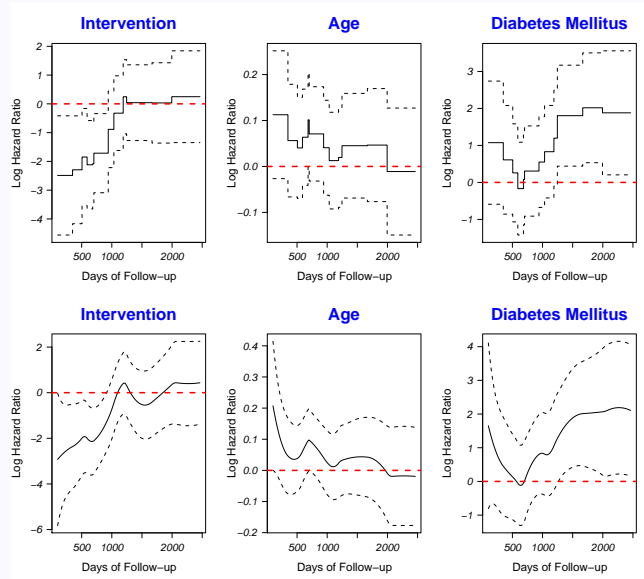 Intervention Age Diabetes Mellitus
Log Hazard Ratio
2
1
0
−1
−2
−3
−4
500 1000 2000
Days of Follow−up
Log Hazard Ratio
0.2
0.1
0.0
−0.1
500 1000 2000
Days of Follow−up
Log Hazard Ratio
3
2
1
0
−1
500 1000 2000
Days of Follow−up
Intervention Age Diabetes Mellitus
Log Hazard Ratio
2
0
−2
−4
−6
500 1000 2000
Days of Follow−up
Log Hazard Ratio
0.4
0.3
0.2
0.1
0.0
−0.1
−0.2
500 1000 2000
Days of Follow−up
Log Hazard Ratio
4
3
2
1
0
−1
500 1000 2000
Days of Follow−up